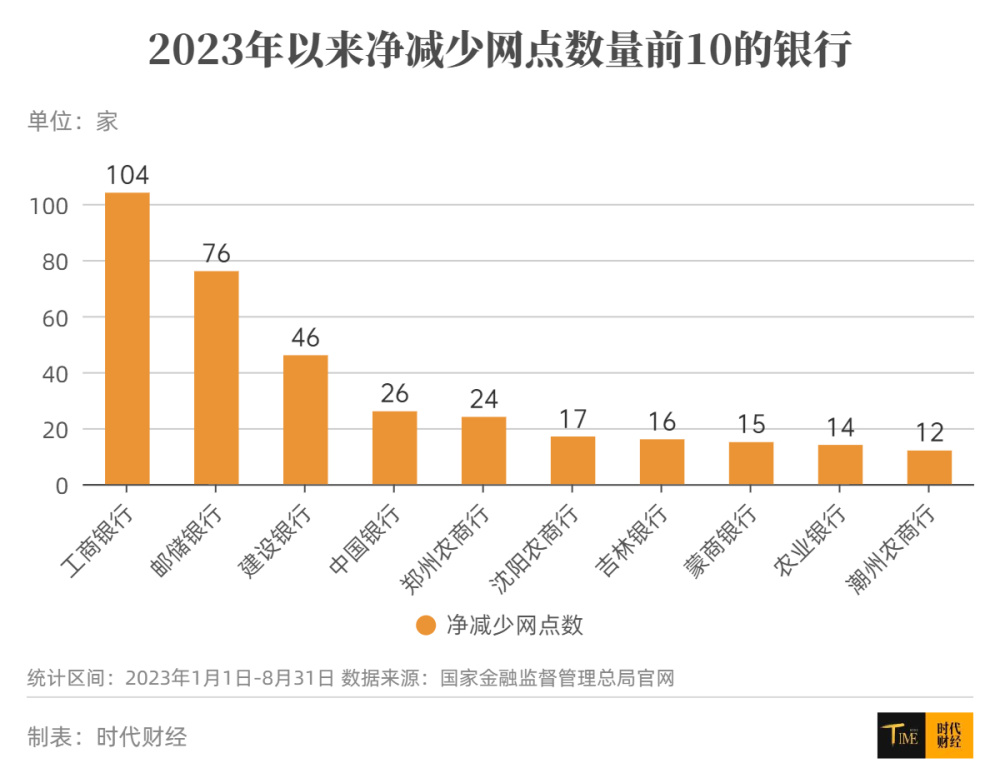 2023年以来净减少网点数量前10的银行
单位：家
104
76
46
26
24
17
16
15
14
12
100
80
60
40
20
0
工商银行
邮储银行
建设银行
中国银行
郑州农商行
沈阳农商行
吉林银行
蒙商银行
农业银行
潮州农商行
净减少网点数
统计区间：2023年1月1日-8月31日 数据来源：国家金融监督管理总局官网
制表：时代财经
TIME
时代
财经